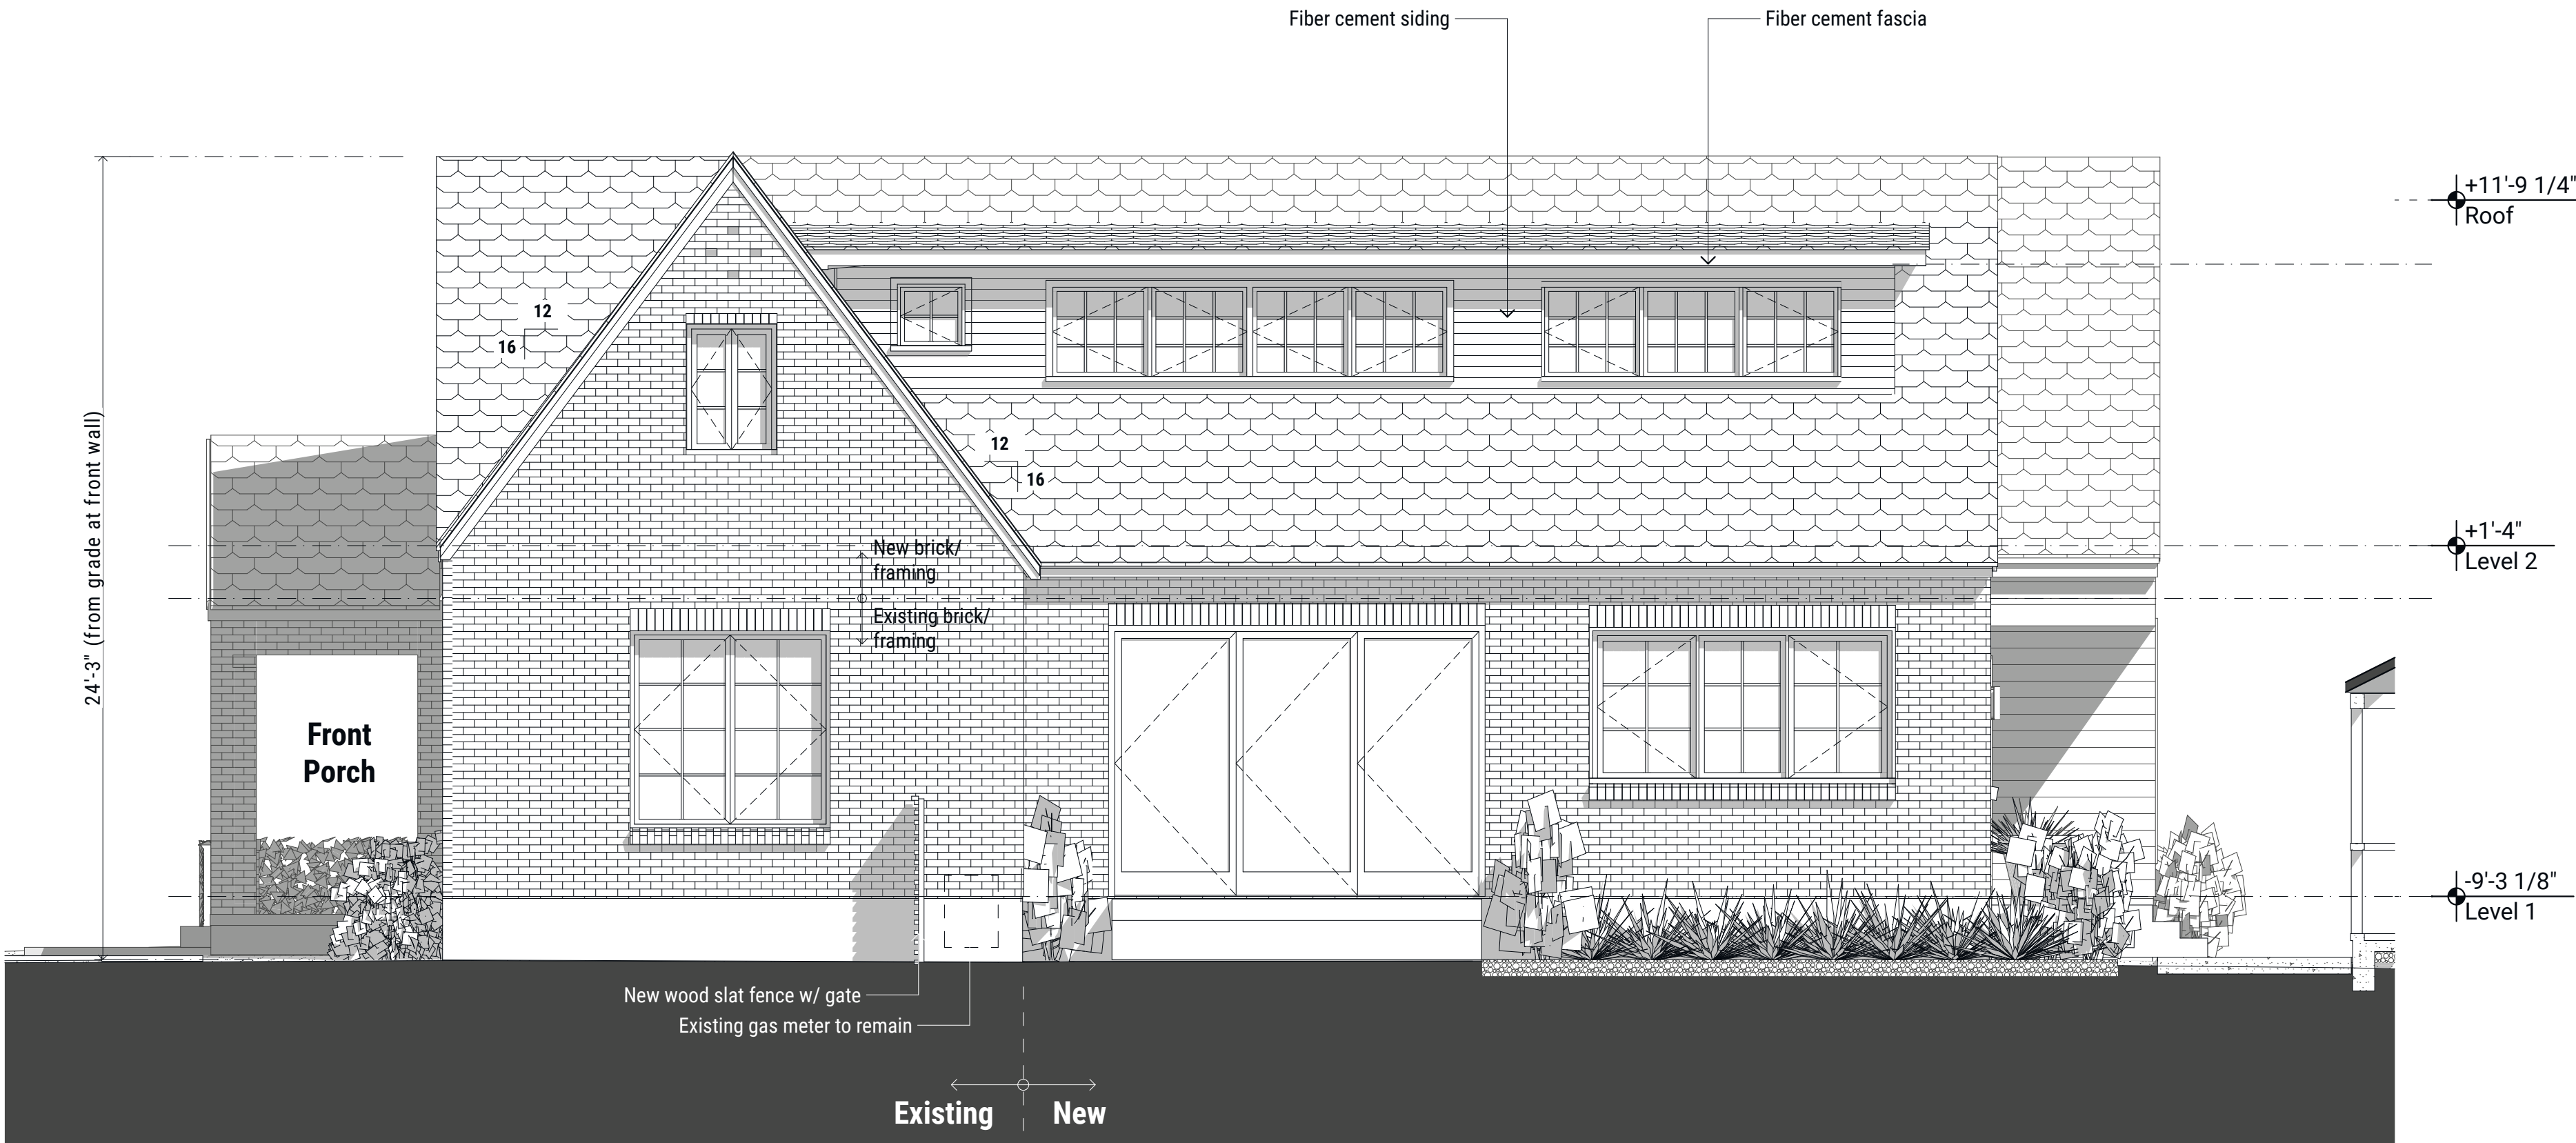 Fiber cement siding
Fiber cement fascia
+11'-9 1/4"
Roof
12
16
12
16
24'-3" (from grade at front wall)
New brick/
framing
+1'-4"
Level 2
Existing brick/
framing
Front
Porch
-9'-3 1/8"
Level 1
New wood slat fence w/ gate
Existing gas meter to remain
Existing
New